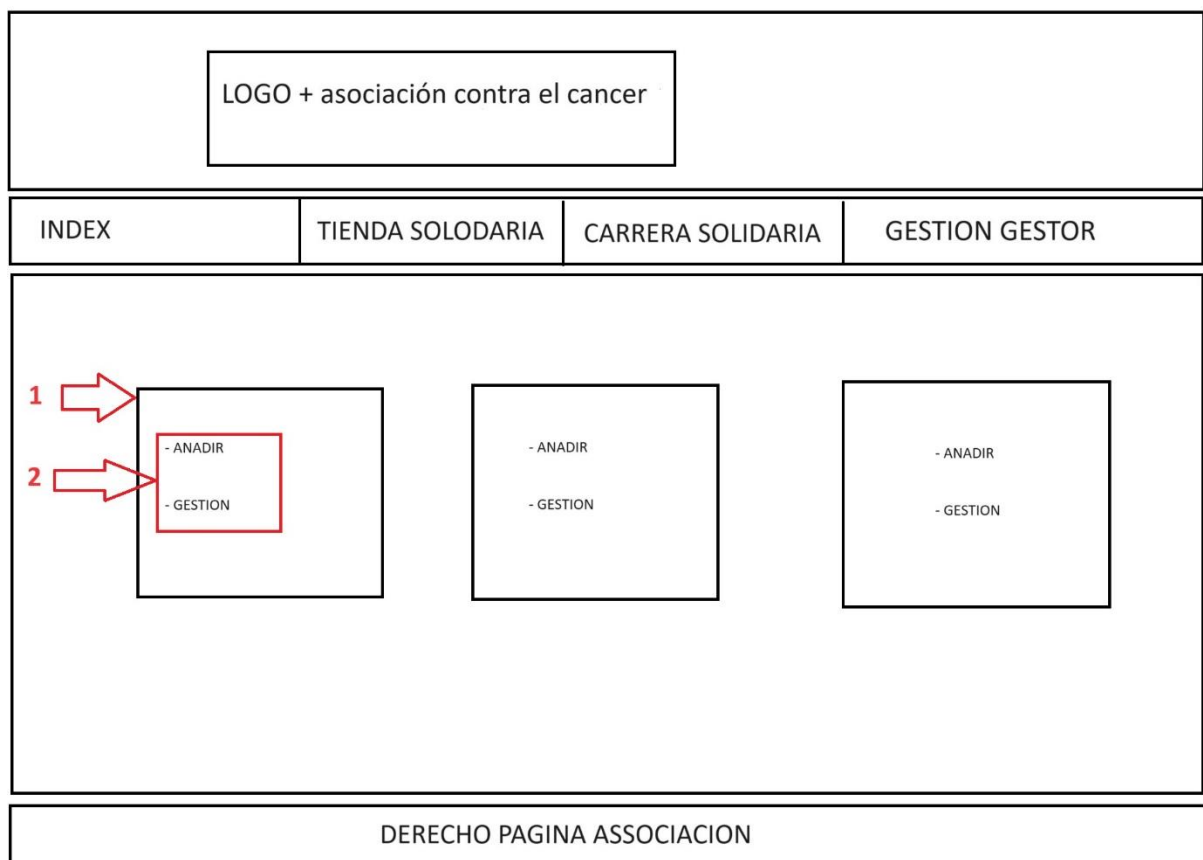 LOGO + asociación contra el cancer
INDEX
TIENDA SOLODARIA
CARRERA SOLIDARIA
GESTION GESTOR
1
2
- ANADIR
- GESTION
- ANADIR
- GESTION
- ANADIR
- GESTION
DERECHO PAGINA ASSOCIACION